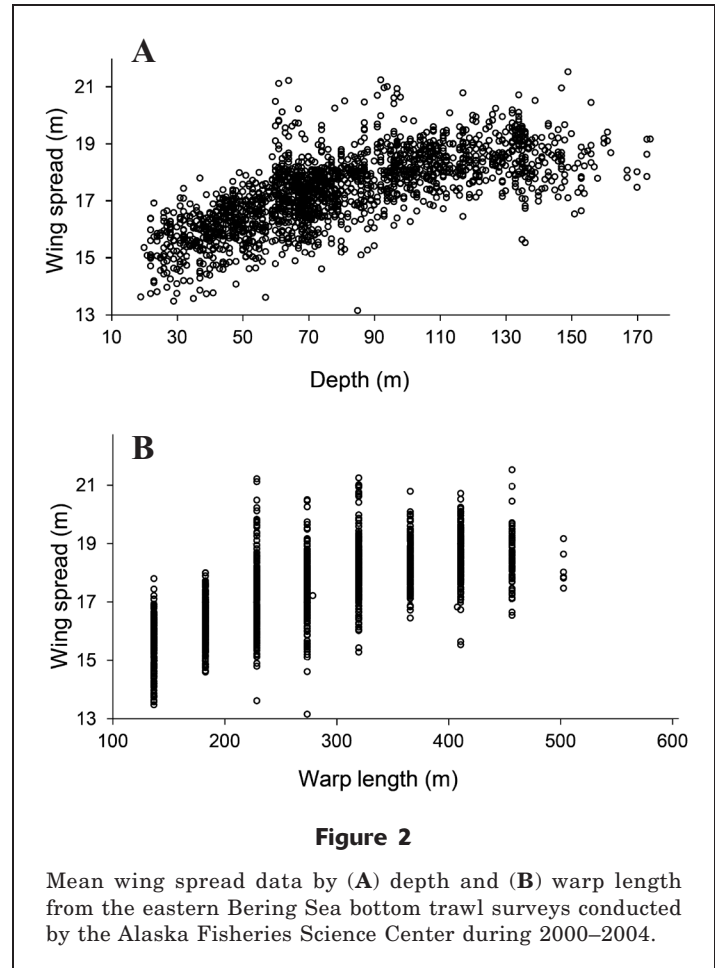 A
21
19
17
15
13
Wing spread (m)
10 30 50 70 90 110 130 150 170
Depth (m)
B
21
19
17
15
13
Wing spread (m)
100 200 300 400 500 600
Warp length (m)
Figure 2
Mean wing spread data by (A) depth and (B) warp length
from the eastern Bering Sea bottom trawl surveys conducted
by the Alaska Fisheries Science Center during 2000–2004.